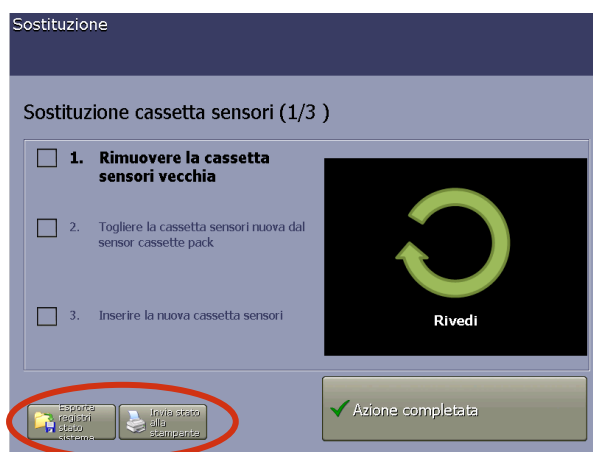 Sostituzione
Sostituzione cassetta sensori (1/3 )
1. Rimuovere la cassetta
sensori vecchia
2. Togliere la cassetta sensori nuova dal
sensor cassette pack
3. Inserire la nuova cassetta sensori
Rivedi
Esporta
registri
stato
sistema
Invia stato
alla
stampante
Azione completata